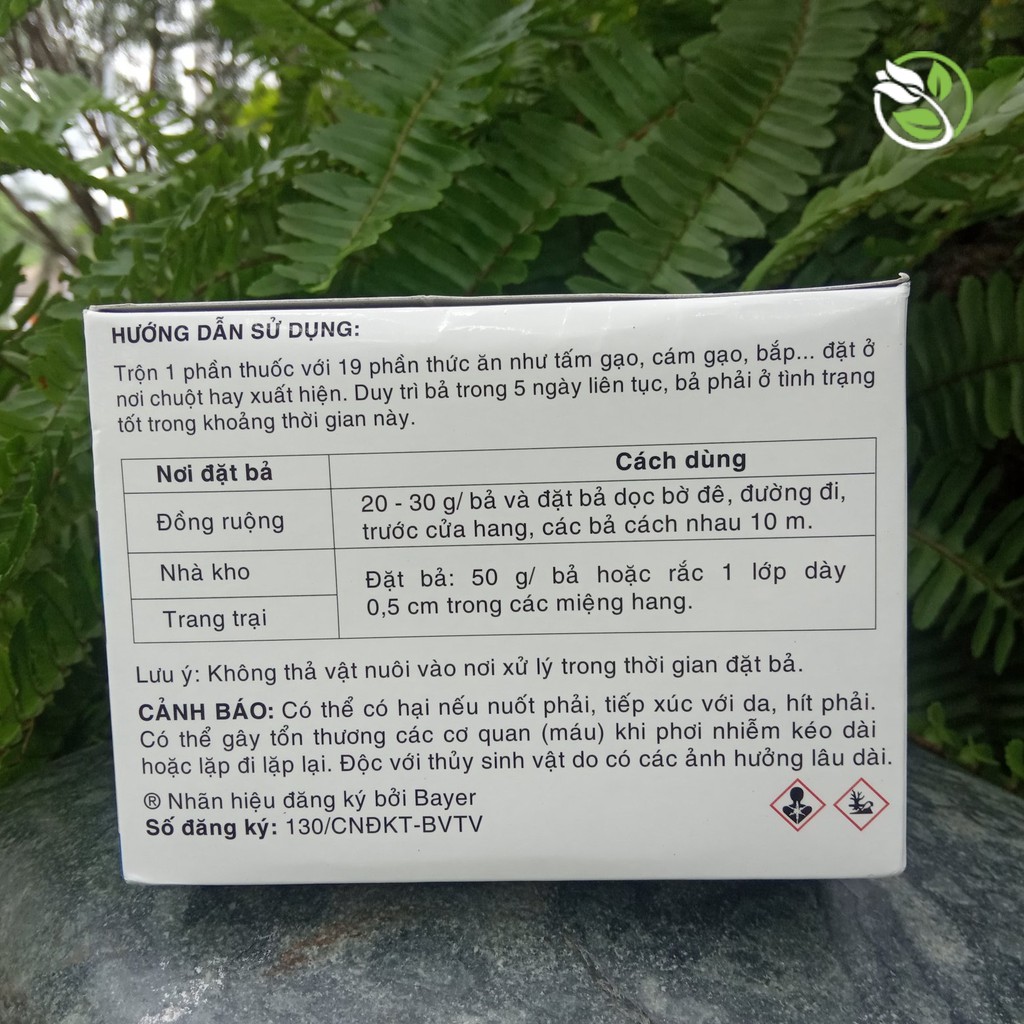 HƯỚNG DẪN SỬ DỤNG:
Trộn 1 phần thuốc với 19 phần thức ăn như tấm gạo, cám gạo, bắp... đặt ở
nơi chuột hay xuất hiện. Duy trì bả trong 5 ngày liên tục, bả phải ở tình trạng
tốt trong khoảng thời gian này.
Nơi đặt bả Cách dùng
Đồng ruộng
20 - 30 g/ bả và đặt bả dọc bờ đê, đường đi,
trước cửa hang, các bả cách nhau 10 m.
Nhà kho
Trang trại
Đặt bả: 50 g/ bả hoặc rắc 1 lớp dày
0,5 cm trong các miệng hang.
Lưu ý: Không thả vật nuôi vào nơi xử lý trong thời gian đặt bả.
CẢNH BÁO: Có thể có hại nếu nuốt phải, tiếp xúc với da, hít phải.
Có thể gây tổn thương các cơ quan (máu) khi phơi nhiễm kéo dài
hoặc lặp đi lặp lại. Độc với thủy sinh vật do có các ảnh hưởng lâu dài.
® Nhãn hiệu đăng ký bởi Bayer
Số đăng ký: 130/CNĐKT-BVTV